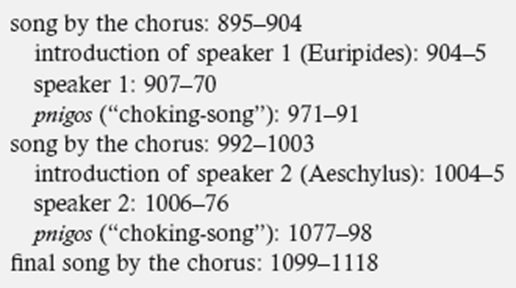 song by the chorus: 895–904
introduction of speaker 1 (Euripides): 904–5
speaker 1: 907–70
pnigos (“choking-song”): 971–91
song by the chorus: 992–1003
introduction of speaker 2 (Aeschylus): 1004–5
speaker 2: 1006–76
pnigos (“choking-song”): 1077–98
final song by the chorus: 1099–1118